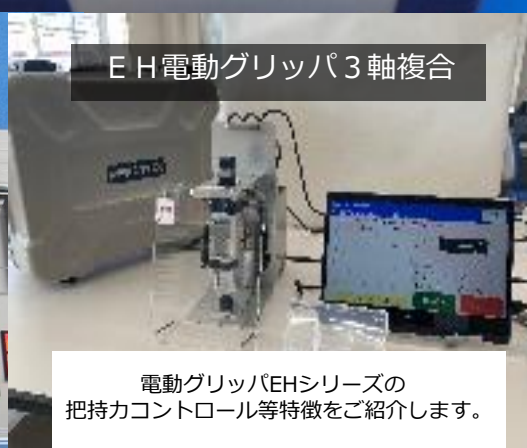 ＥＨ電動グリッパ３軸複合
電動グリッパEHシリーズの
把持力コントロール等特徴をご紹介します。